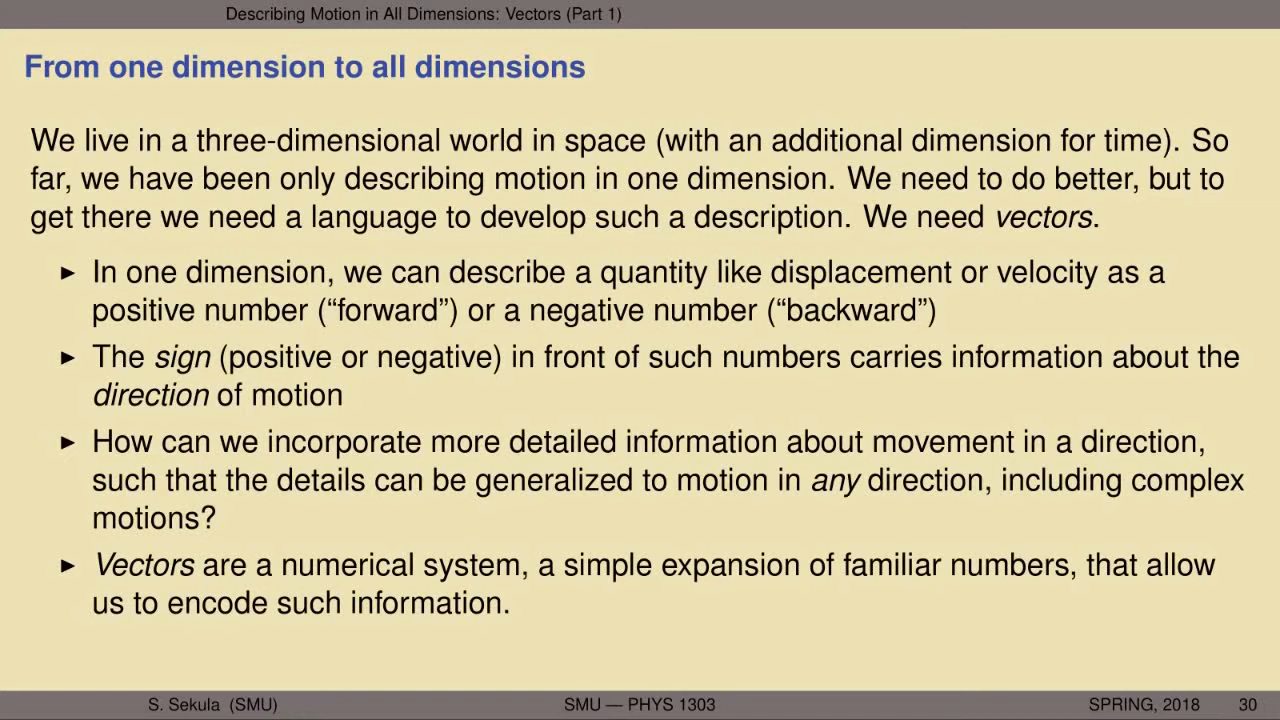 Describing Motion in All Dimensions: Vectors (Part 1)
From one dimension to all dimensions
We live in a three-dimensional world in space (with an additional dimension for time). So
far, we have been only describing motion in one dimension. We need to do better, but to
get there we need a language to develop such a description. We need vectors.
▶ In one dimension, we can describe a quantity like displacement or velocity as a
positive number (“forward”) or a negative number (“backward”)
▶ The sign (positive or negative) in front of such numbers carries information about the
direction of motion
▶ How can we incorporate more detailed information about movement in a direction,
such that the details can be generalized to motion in any direction, including complex
motions?
▶ Vectors are a numerical system, a simple expansion of familiar numbers, that allow
us to encode such information.
S. Sekula (SMU) SMU — PHYS 1303 SPRING, 2018 30